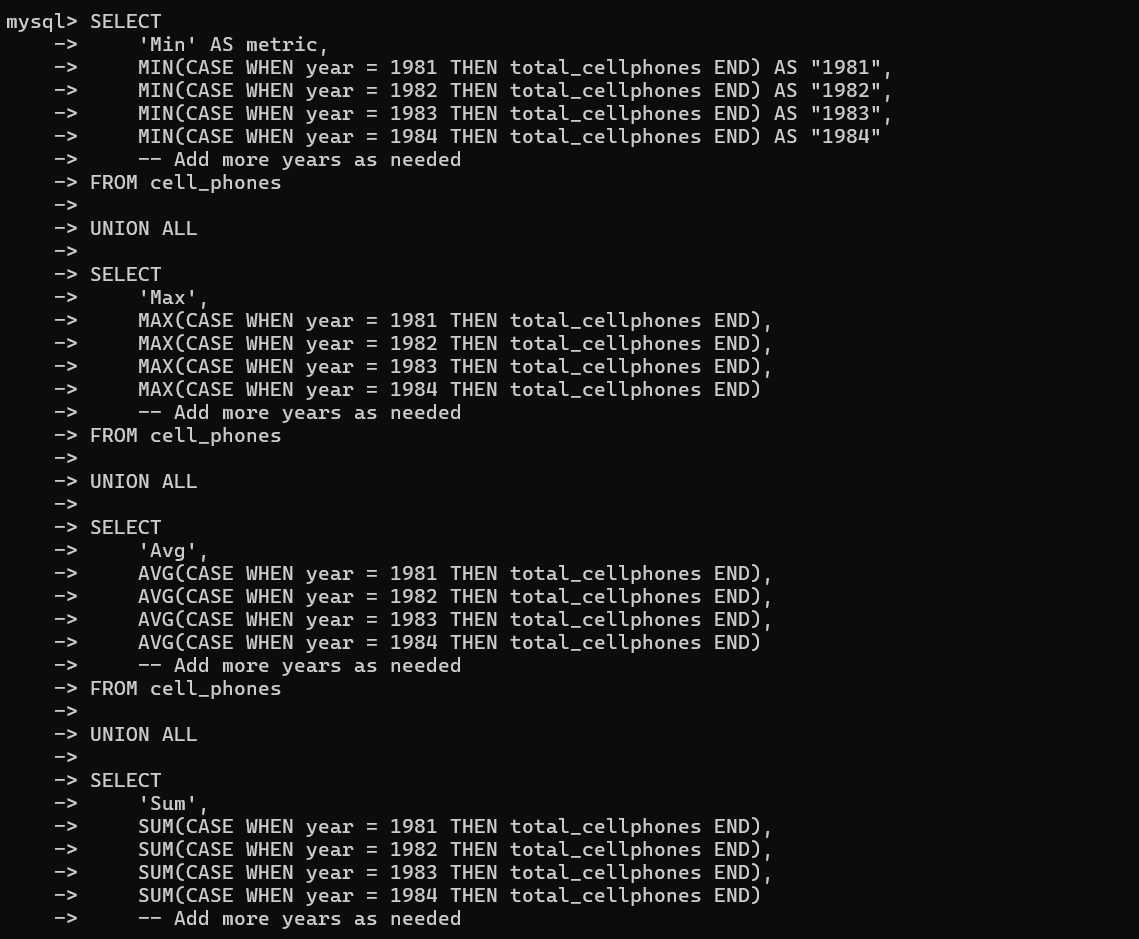 mysql> SELECT
    ->     'Min' AS metric,
    ->     MIN(CASE WHEN year = 1981 THEN total_cellphones END) AS "1981",
    ->     MIN(CASE WHEN year = 1982 THEN total_cellphones END) AS "1982",
    ->     MIN(CASE WHEN year = 1983 THEN total_cellphones END) AS "1983",
    ->     MIN(CASE WHEN year = 1984 THEN total_cellphones END) AS "1984"
    ->     -- Add more years as needed
    -> FROM cell_phones
    ->
    -> UNION ALL
    ->
    -> SELECT
    ->     'Max',
    ->     MAX(CASE WHEN year = 1981 THEN total_cellphones END),
    ->     MAX(CASE WHEN year = 1982 THEN total_cellphones END),
    ->     MAX(CASE WHEN year = 1983 THEN total_cellphones END),
    ->     MAX(CASE WHEN year = 1984 THEN total_cellphones END)
    ->     -- Add more years as needed
    -> FROM cell_phones
    ->
    -> UNION ALL
    ->
    -> SELECT
    ->     'Avg',
    ->     AVG(CASE WHEN year = 1981 THEN total_cellphones END),
    ->     AVG(CASE WHEN year = 1982 THEN total_cellphones END),
    ->     AVG(CASE WHEN year = 1983 THEN total_cellphones END),
    ->     AVG(CASE WHEN year = 1984 THEN total_cellphones END)
    ->     -- Add more years as needed
    -> FROM cell_phones
    ->
    -> UNION ALL
    ->
    -> SELECT
    ->     'Sum',
    ->     SUM(CASE WHEN year = 1981 THEN total_cellphones END),
    ->     SUM(CASE WHEN year = 1982 THEN total_cellphones END),
    ->     SUM(CASE WHEN year = 1983 THEN total_cellphones END),
    ->     SUM(CASE WHEN year = 1984 THEN total_cellphones END)
    ->     -- Add more years as needed